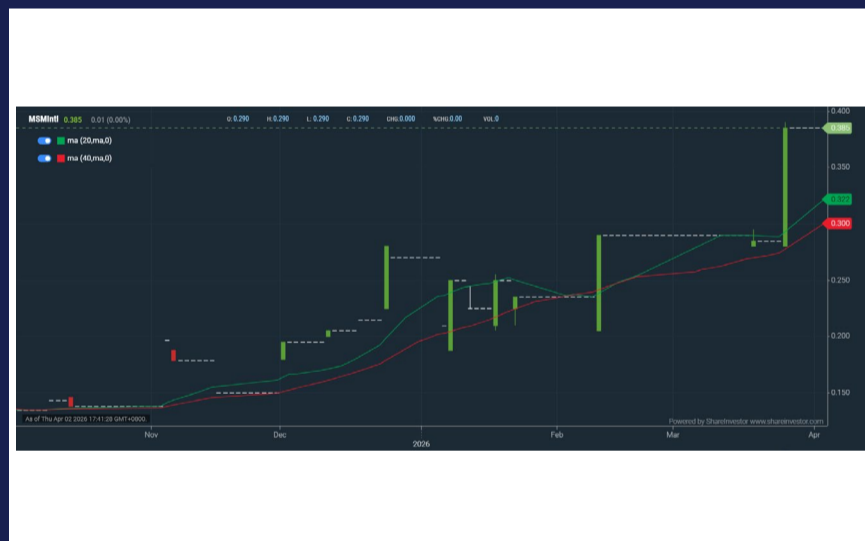 MSMIntl 0.385 0.01 (0.00%) O: 0.290 H: 0.290 L: 0.290 C: 0.290 CHG:0.000 %CHG:0.00 VOL:0
ma (20,ma,0)
ma (40,ma,0)
0.400
0.385
0.350
0.322
0.300
0.250
0.200
0.150
As of Thu Apr 02 2026 17:41:28 GMT+0000.
Powered by ShareInvestor www.shareinvestor.com
Nov Dec 2026 Feb Mar Apr